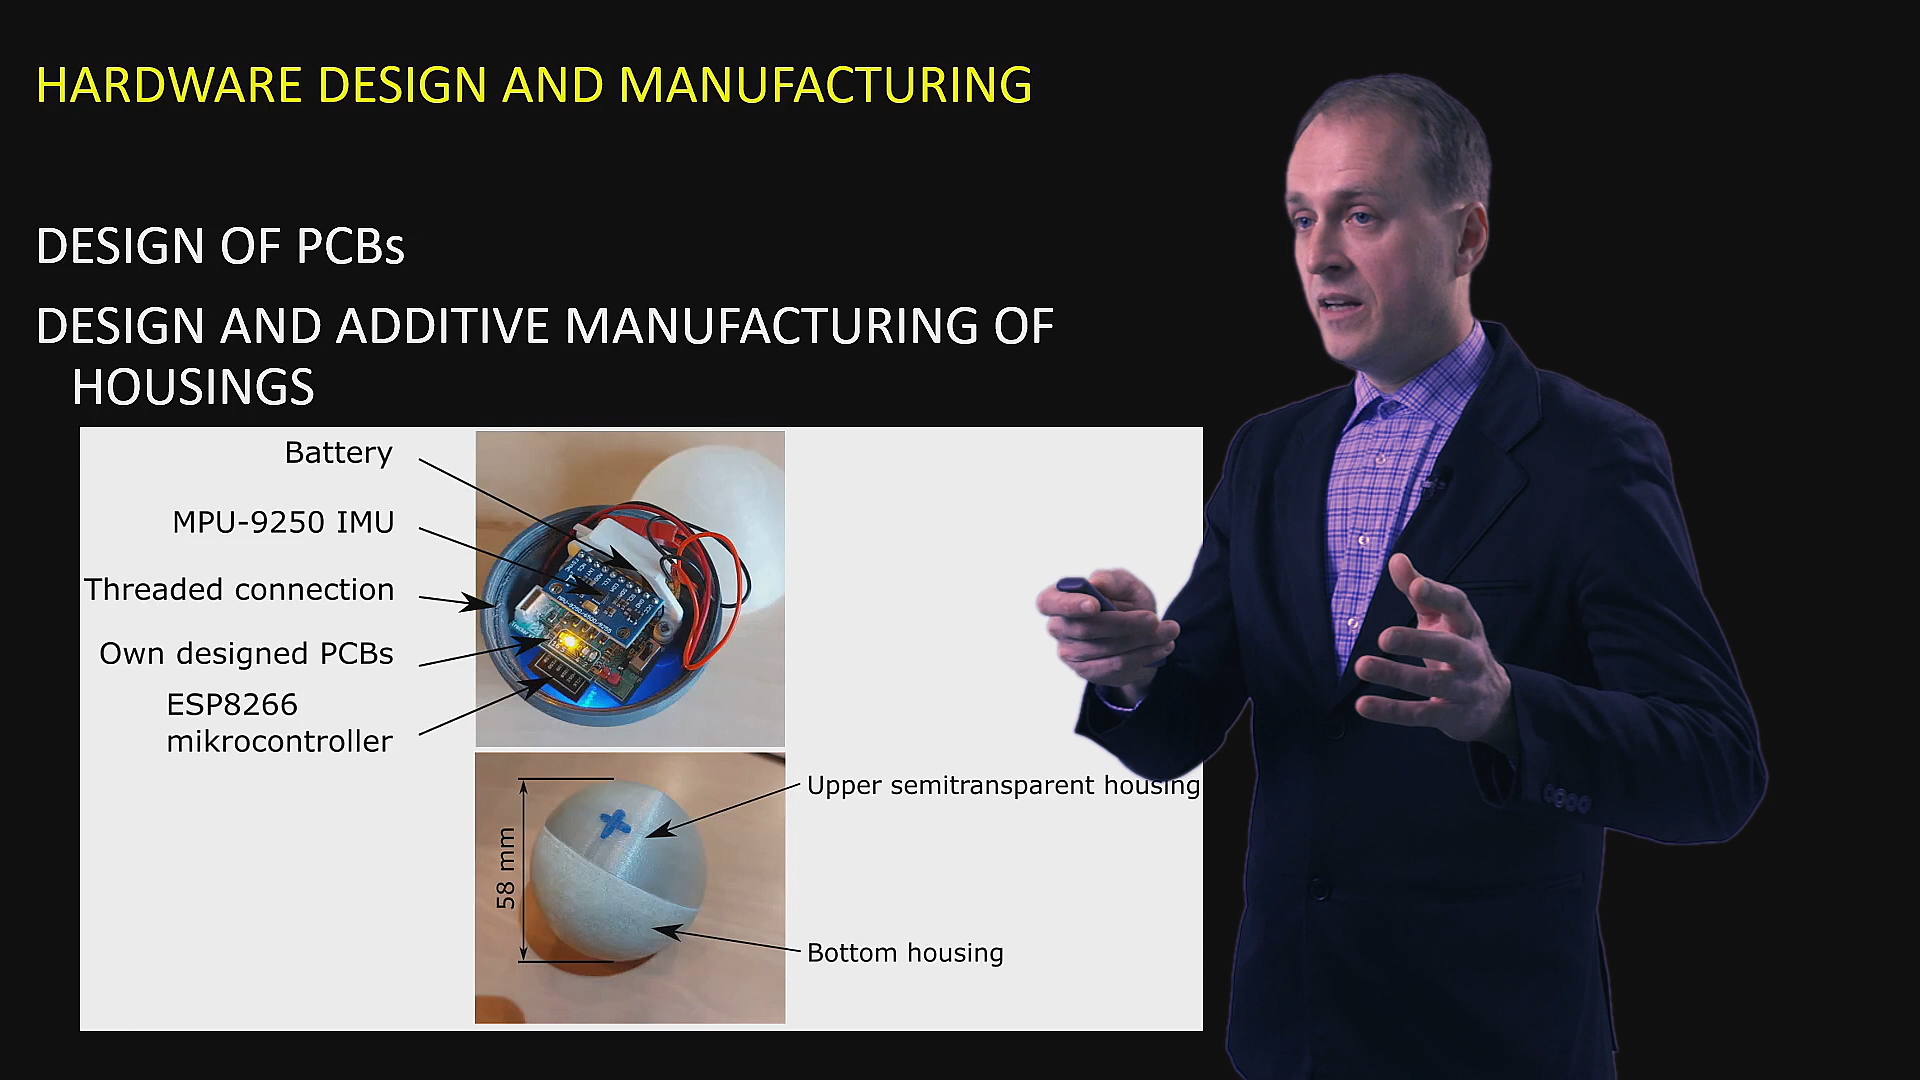 HARDWARE DESIGN AND MANUFACTURING
DESIGN OF PCBs
DESIGN AND ADDITIVE MANUFACTURING OF
HOUSINGS
Battery
MPU-9250 IMU
Threaded connection
Own designed PCBs
ESP8266
mikrocontroller
Upper semitransparent housing
58 mm
Bottom housing